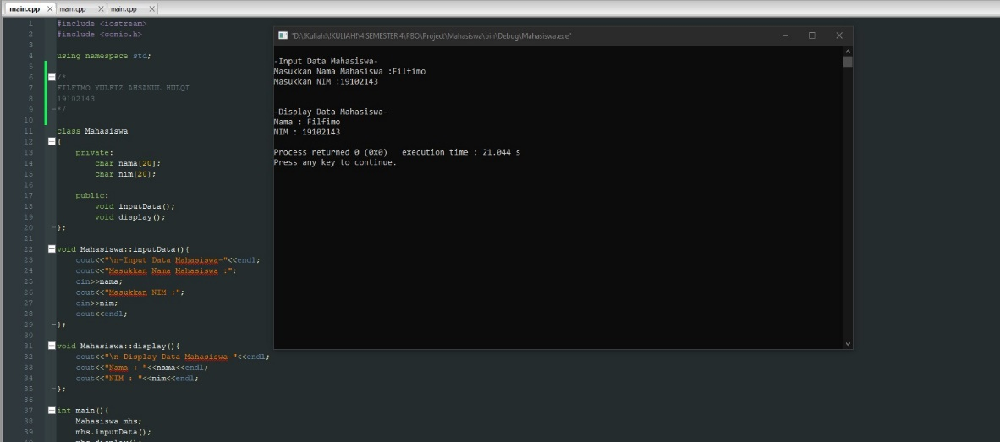 main.cpp X main.cpp X main.cpp X
1 #include <iostream>
2 #include <conio.h>
3
4 using namespace std;
5
6 /*
7 FILFIMO YULFIZ AHSANUL HULQI
8 19102143
9 */
10
11 class Mahasiswa
12 {
13 private:
14 char nama[20];
15 char nim[20];
16
17 public:
18 void inputData();
19 void display();
20 };
21
22 void Mahasiswa::inputData(){
23 cout<<"\n-Input Data Mahasiswa-"<<endl;
24 cout<<"Masukkan Nama Mahasiswa :";
25 cin>>nama;
26 cout<<"Masukkan NIM :";
27 cin>>nim;
28 cout<<endl;
29 };
30
31 void Mahasiswa::display(){
32 cout<<"\n-Display Data Mahasiswa-"<<endl;
33 cout<<"Nama : "<<nama<<endl;
34 cout<<"NIM : "<<nim<<endl;
35 };
36
37 int main(){
38 Mahasiswa mhs;
39 mhs.inputData();
"D:\!Kuliah!\!KULIAH!\4 SEMESTER 4\PBO\Project\Mahasiswa\bin\Debug\Mahasiswa.exe"
-Input Data Mahasiswa-
Masukkan Nama Mahasiswa :Filfimo
Masukkan NIM :19102143
-Display Data Mahasiswa-
Nama : Filfimo
NIM : 19102143
Process returned 0 (0x0) execution time : 21.044 s
Press any key to continue.